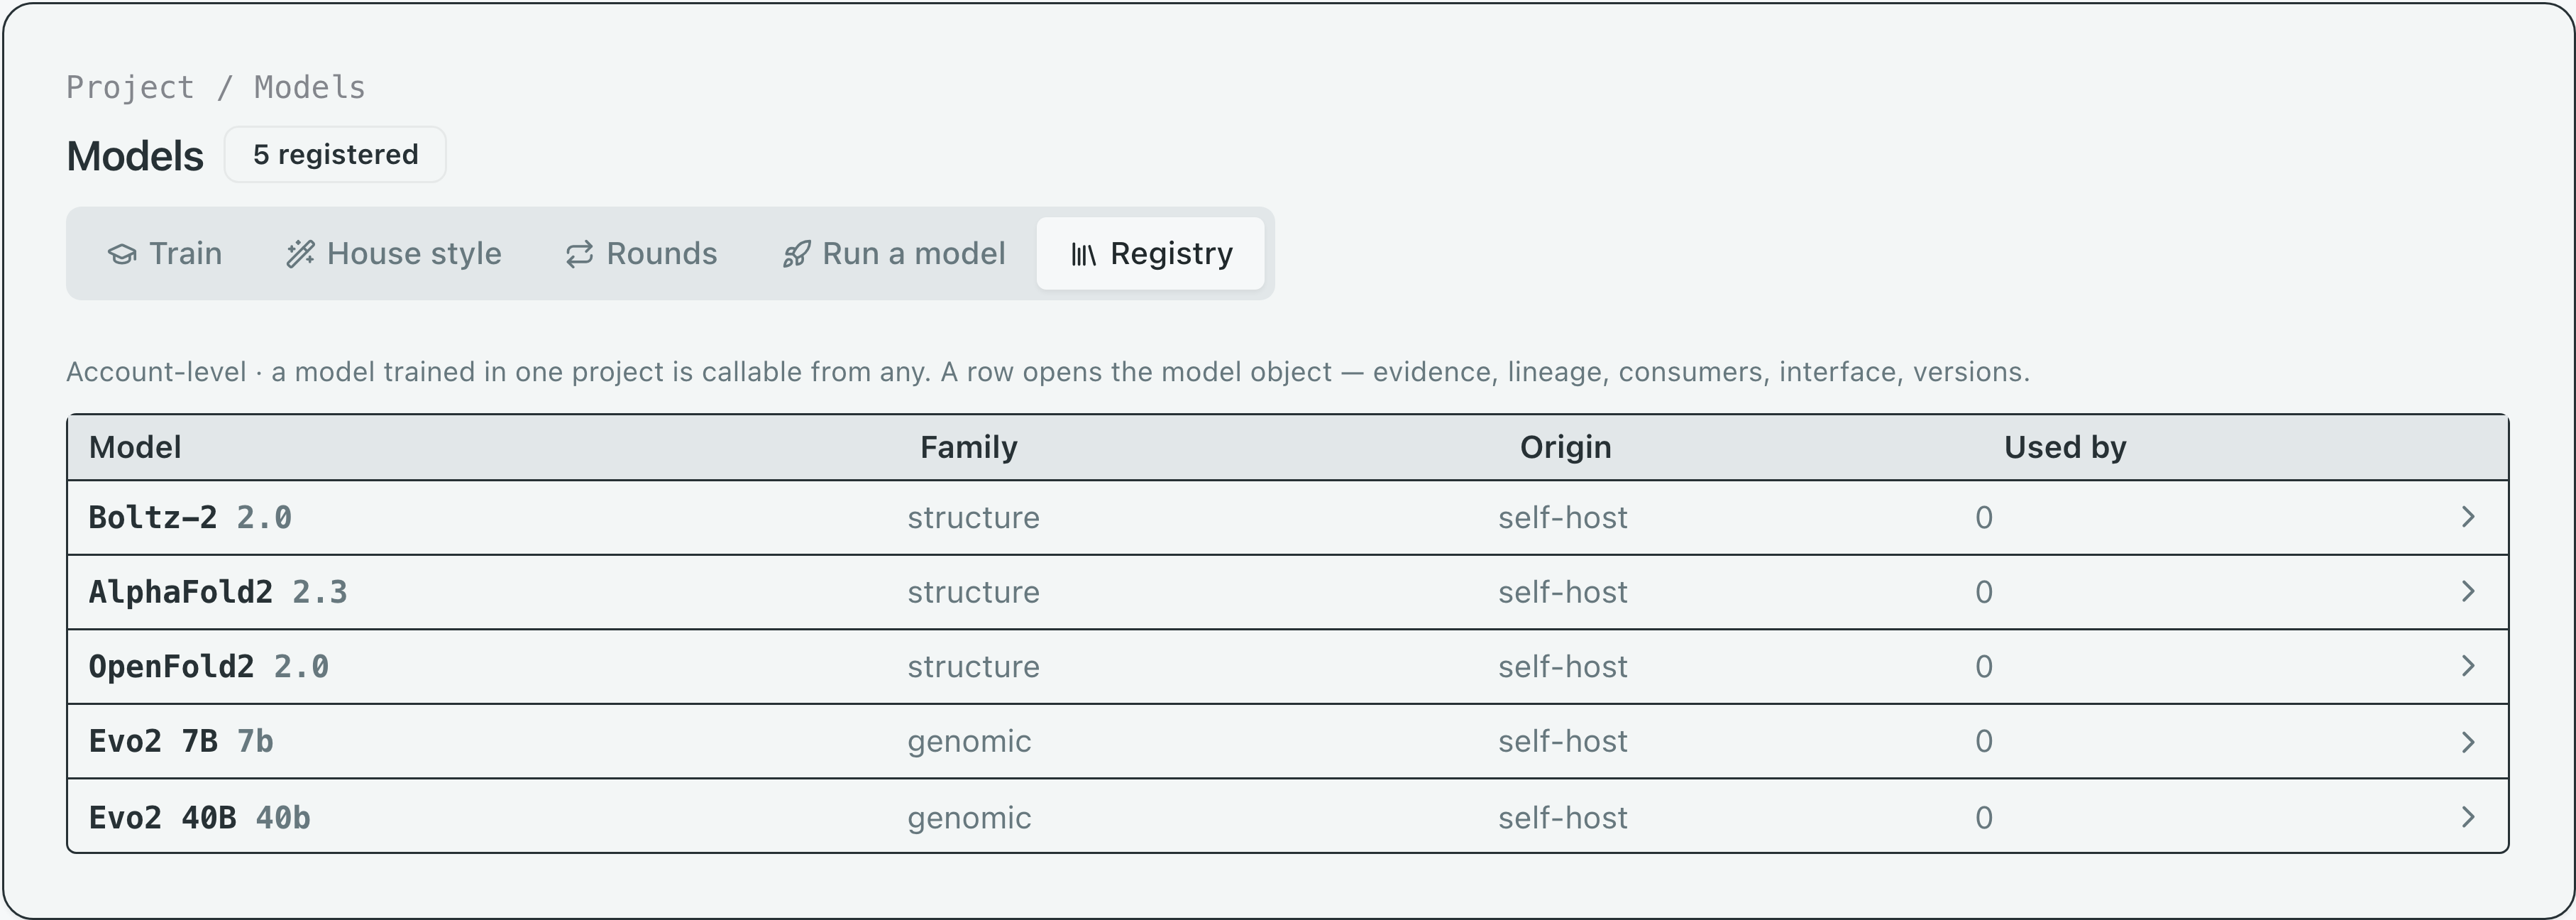 Project / Models
Models 5 registered
Train House style Rounds Run a model Registry
Account-level · a model trained in one project is callable from any. A row opens the model object — evidence, lineage, consumers, interface, versions.
Model Family Origin Used by
Boltz-2 2.0 structure self-host 0
AlphaFold2 2.3 structure self-host 0
OpenFold2 2.0 structure self-host 0
Evo2 7B 7b genomic self-host 0
Evo2 40B 40b genomic self-host 0